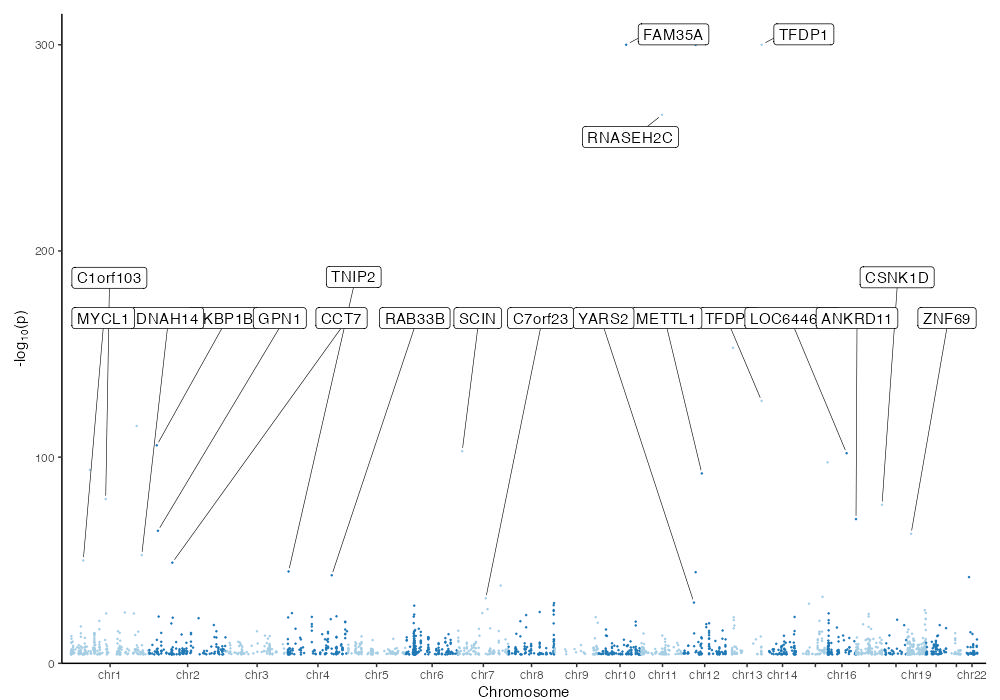 FAM35A
TFDP1
300
RNASEH2C
200
C1orf103
TNIP2
CSNK1D
MYCL1
DNAH14
KBP1B
GPN1
CCT7
RAB33B
SCIN
C7orf23
YARS2
METTL1
TFDP
LOC6446
ANKRD11
ZNF69
-log10(p)
100
0
chr1
chr2
chr3
chr4
chr5
chr6
chr7
chr8
chr9
chr10
chr11
chr12
chr13
chr14
chr16
chr19
chr22
Chromosome